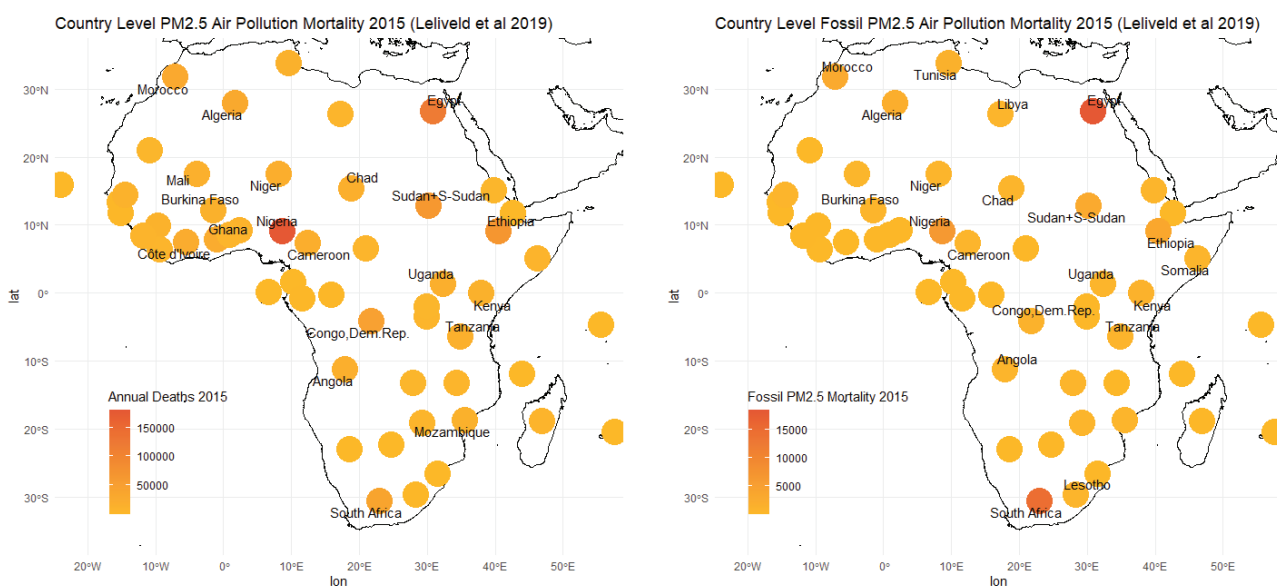 Country Level PM2.5 Air Pollution Mortality 2015 (Leliveld et al 2019)
30°N
20°N
10°N
0°
10°S
20°S
30°S
lat
Morocco
Algeria
Egypt
Mali
Niger
Chad
Burkina Faso
Sudan+S-Sudan
Ghana
Nigeria
Ethiopia
Côte d'Ivoire
Cameroon
Uganda
Kenya
Congo,Dem.Rep.
Tanzania
Angola
Mozambique
South Africa
Annual Deaths 2015
150000
100000
50000
20°W
10°W
0°
10°E
20°E
30°E
40°E
50°E
lon
Country Level Fossil PM2.5 Air Pollution Mortality 2015 (Leliveld et al 2019)
30°N
20°N
10°N
0°
10°S
20°S
30°S
lat
Morocco
Tunisia
Algeria
Libya
Egypt
Niger
Burkina Faso
Chad
Sudan+S-Sudan
Nigeria
Cameroon
Ethiopia
Somalia
Uganda
Kenya
Congo,Dem.Rep.
Tanzania
Angola
Lesotho
South Africa
Fossil PM2.5 Mortality 2015
15000
10000
5000
20°W
10°W
0°
10°E
20°E
30°E
40°E
50°E
lon